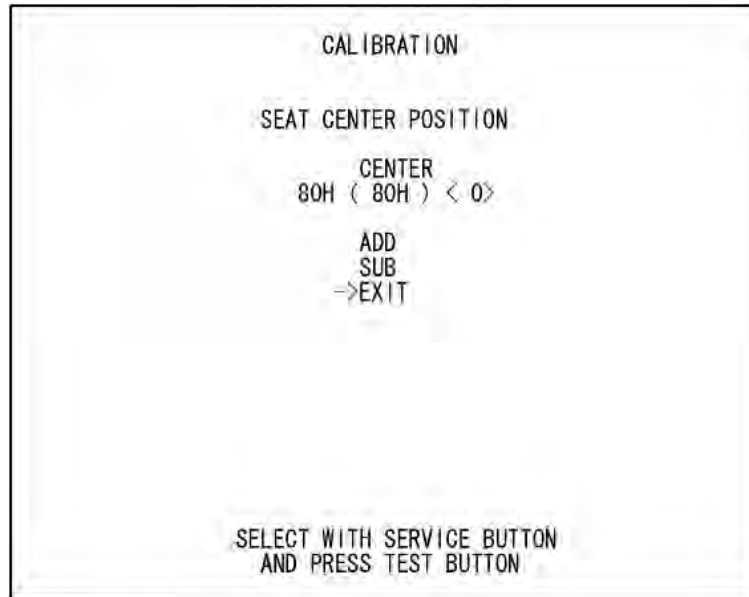 CALIBRATION
SEAT CENTER POSITION
CENTER
80H ( 80H ) < 0>
ADD
SUB
->EXIT
SELECT WITH SERVICE BUTTON
AND PRESS TEST BUTTON